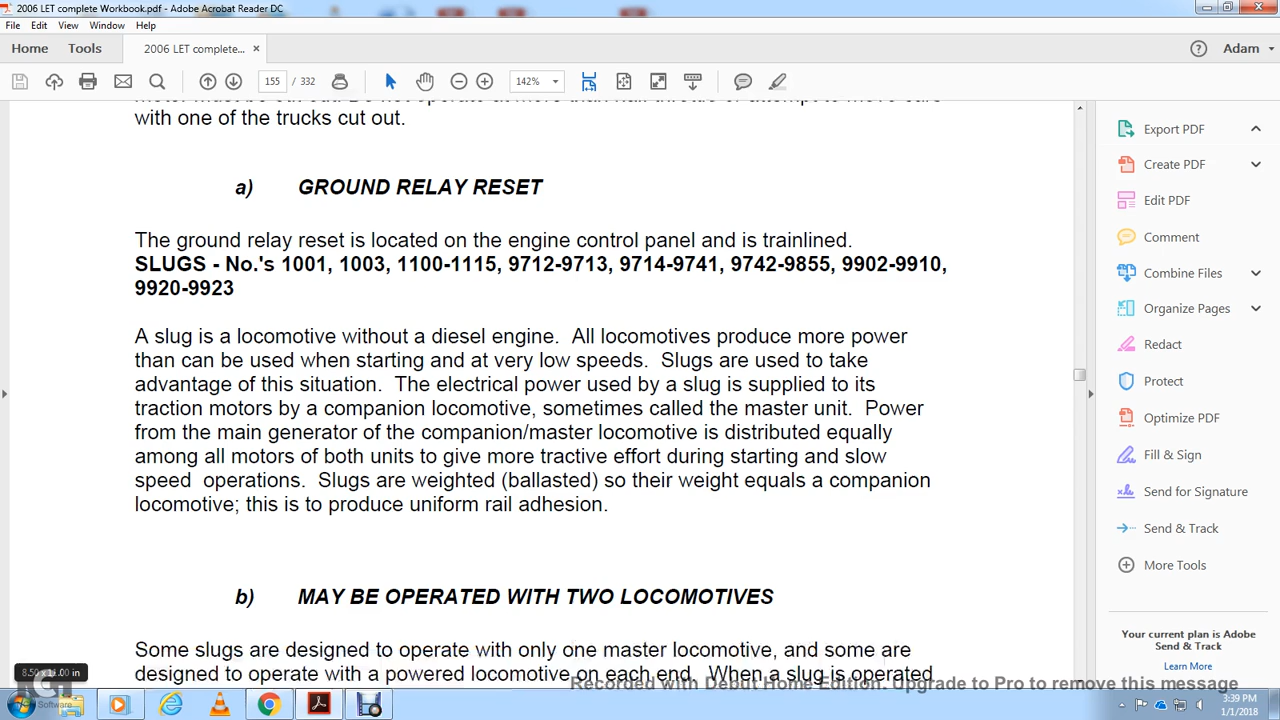 2006 LET complete Workbook.pdf - Adobe Acrobat Reader DC
File Edit View Window Help
Home Tools 2006 LET complete... × Adam
155 / 332 142%
with one of the trucks cut out.
a) GROUND RELAY RESET
The ground relay reset is located on the engine control panel and is trainlined.
SLUGS - No.'s 1001, 1003, 1100-1115, 9712-9713, 9714-9741, 9742-9855, 9902-9910,
9920-9923
A slug is a locomotive without a diesel engine. All locomotives produce more power
than can be used when starting and at very low speeds. Slugs are used to take
advantage of this situation. The electrical power used by a slug is supplied to its
traction motors by a companion locomotive, sometimes called the master unit. Power
from the main generator of the companion/master locomotive is distributed equally
among all motors of both units to give more tractive effort during starting and slow
speed operations. Slugs are weighted (ballasted) so their weight equals a companion
locomotive; this is to produce uniform rail adhesion.
b) MAY BE OPERATED WITH TWO LOCOMOTIVES
Some slugs are designed to operate with only one master locomotive, and some are
designed to operate with a powered locomotive on each end. When a slug is operated
Export PDF
Create PDF
Edit PDF
Comment
Combine Files
Organize Pages
Redact
Protect
Optimize PDF
Fill & Sign
Send for Signature
Send & Track
More Tools
Your current plan is Adobe
Send & Track
Learn More
8.50 x 11.00 in
Software
Recorded with Debut Home Edition. Upgrade to Pro to remove this message
3:39 PM
1/1/2018